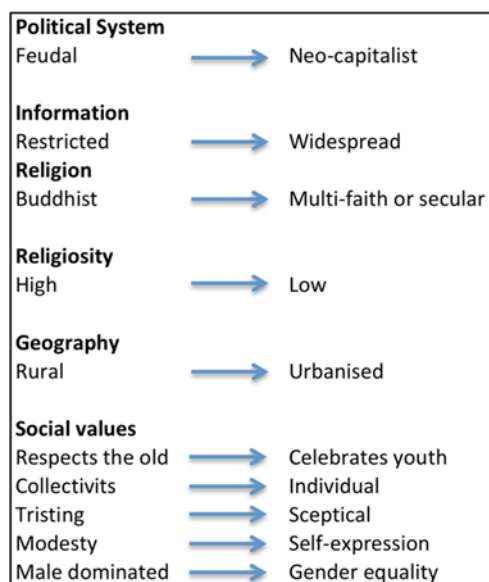 Political System
Feudal Neo-capitalist
Information
Restricted Widespread
Religion
Buddhist Multi-faith or secular
Religiosity
High Low
Geography
Rural Urbanised
Social values
Respects the old Celebrates youth
Collectivits Individual
Tristing Sceptical
Modesty Self-expression
Male dominated Gender equality